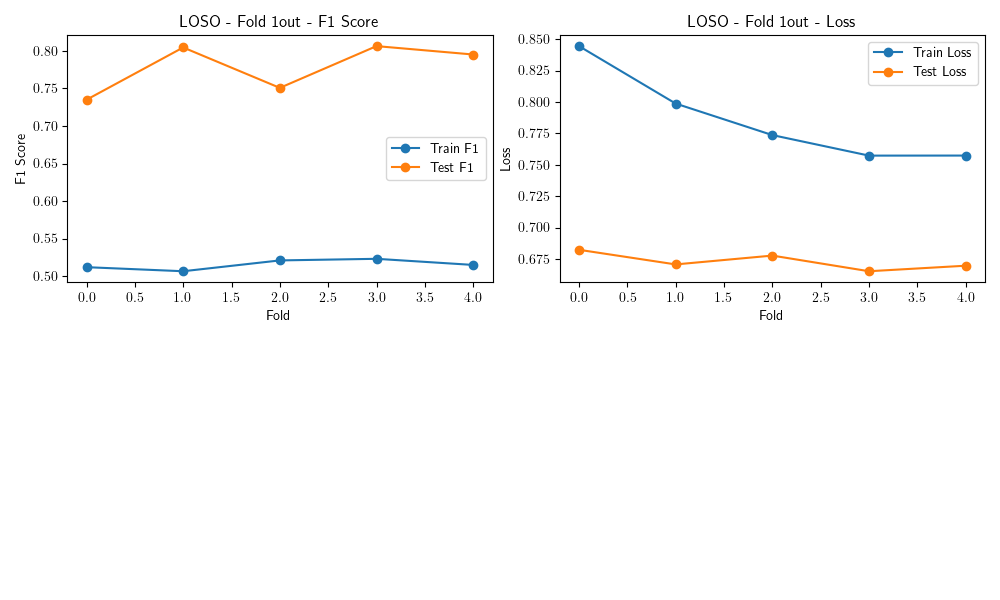 LOSO - Fold 1out - F1 Score
F1 Score
0.80
0.75
0.70
0.65
0.60
0.55
0.50
Train F1
Test F1
0.0 0.5 1.0 1.5 2.0 2.5 3.0 3.5 4.0
Fold
LOSO - Fold 1out - Loss
Loss
0.850
0.825
0.800
0.775
0.750
0.725
0.700
0.675
Train Loss
Test Loss
0.0 0.5 1.0 1.5 2.0 2.5 3.0 3.5 4.0
Fold